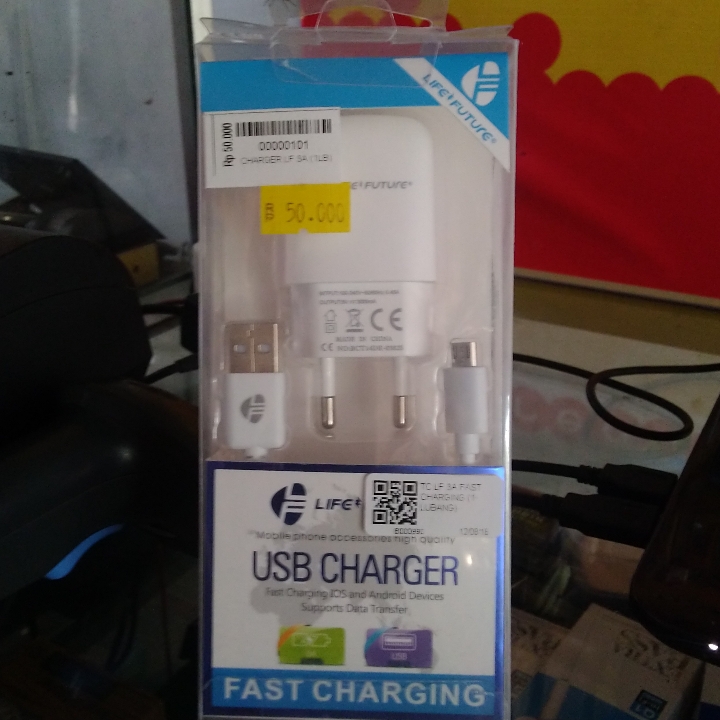 LIFE FUTURE
Rp 50.000
00000101
CHARGER LF 3A (1LB)
RP 50.000
FUTURE
CE
MADE IN CHINA
CE
LIFE
TC LF 3A FAST
CHARGING (1
LUBANG)
Mobile phone accessories high quality
USB CHARGER
Fast Charging IOS and Android Devices
Supports Data Transfer
USB
FAST CHARGING